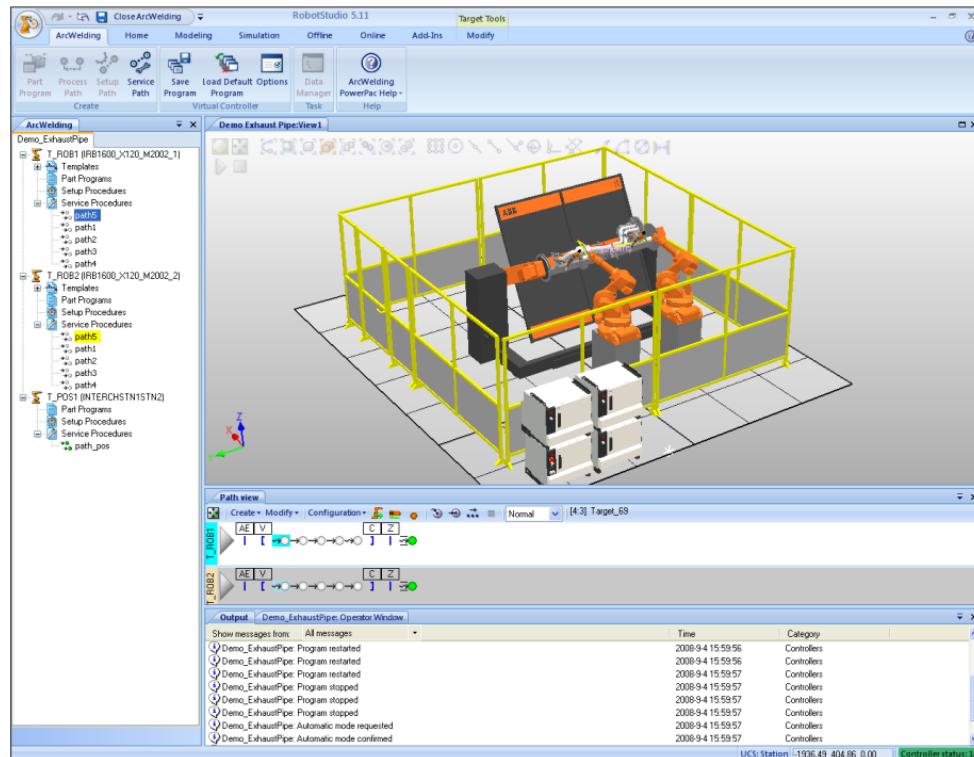 CloseArcWelding
RobotStudio 5.11
Target Tools
ArcWelding Home Modeling Simulation Offline Online Add-Ins Modify
Part Program
Process Path
Setup Path
Service Path
Save Program
Load Default Program
Options
Data Manager
ArcWelding PowerPac Help
Create Virtual Controller Task Help
ArcWelding
Demo_ExhaustPipe
T_ROB1 (IRB1600_X120_M2002_1)
Templates
Part Programs
Setup Procedures
Service Procedures
path5
path1
path2
path3
path4
T_ROB2 (IRB1600_X120_M2002_2)
Templates
Part Programs
Setup Procedures
Service Procedures
path5
path1
path2
path3
path4
T_POS1 (INTERCHSTN1STN2)
Part Programs
Setup Procedures
Service Procedures
path_pos
Demo Exhaust Pipe:View1
ABB
Z
X
Y
Path view
Create Modify Configuration Normal [4:3] Target_69
T_ROB1
AE V C Z
T_ROB2
AE V C Z
Output Demo_ExhaustPipe: Operator Window
Show messages from: All messages Time Category
Demo_ExhaustPipe: Program restarted 2008-9-4 15:59:56 Controllers
Demo_ExhaustPipe: Program restarted 2008-9-4 15:59:56 Controllers
Demo_ExhaustPipe: Program restarted 2008-9-4 15:59:57 Controllers
Demo_ExhaustPipe: Program stopped 2008-9-4 15:59:57 Controllers
Demo_ExhaustPipe: Program stopped 2008-9-4 15:59:57 Controllers
Demo_ExhaustPipe: Program stopped 2008-9-4 15:59:57 Controllers
Demo_ExhaustPipe: Automatic mode requested 2008-9-4 15:59:57 Controllers
Demo_ExhaustPipe: Automatic mode confirmed 2008-9-4 15:59:57 Controllers
UCS: Station -1936.49 404.86 0.00 Controller status: